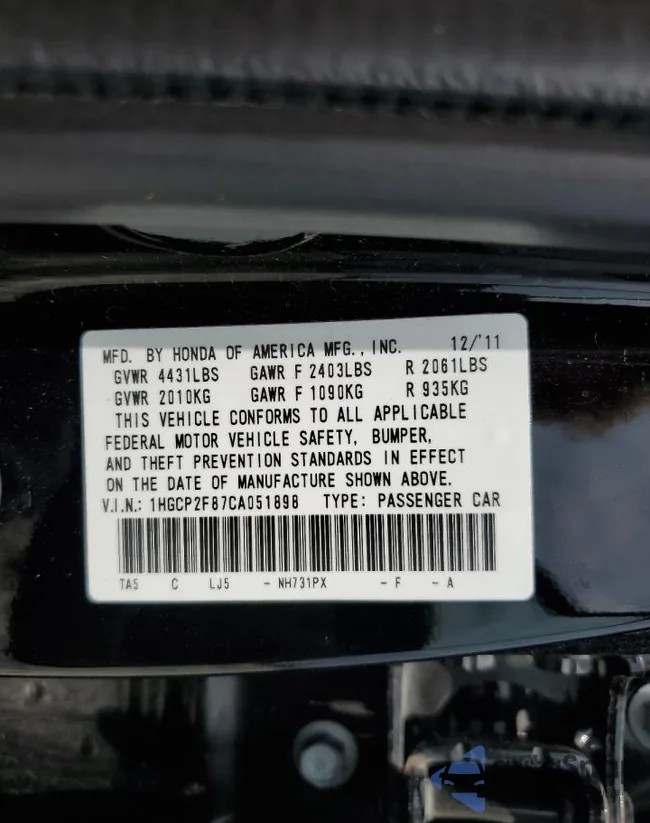 MFD. BY HONDA OF AMERICA MFG., INC. 12/'11
GVWR 4431LBS GAWR F 2403LBS R 2061LBS
GVWR 2010KG GAWR F 1090KG R 935KG
THIS VEHICLE CONFORMS TO ALL APPLICABLE
FEDERAL MOTOR VEHICLE SAFETY, BUMPER,
AND THEFT PREVENTION STANDARDS IN EFFECT
ON THE DATE OF MANUFACTURE SHOWN ABOVE.
V.I.N.: 1HGCP2F87CA051898 TYPE: PASSENGER CAR
TA5 C LJ5 - NH731PX - F - A